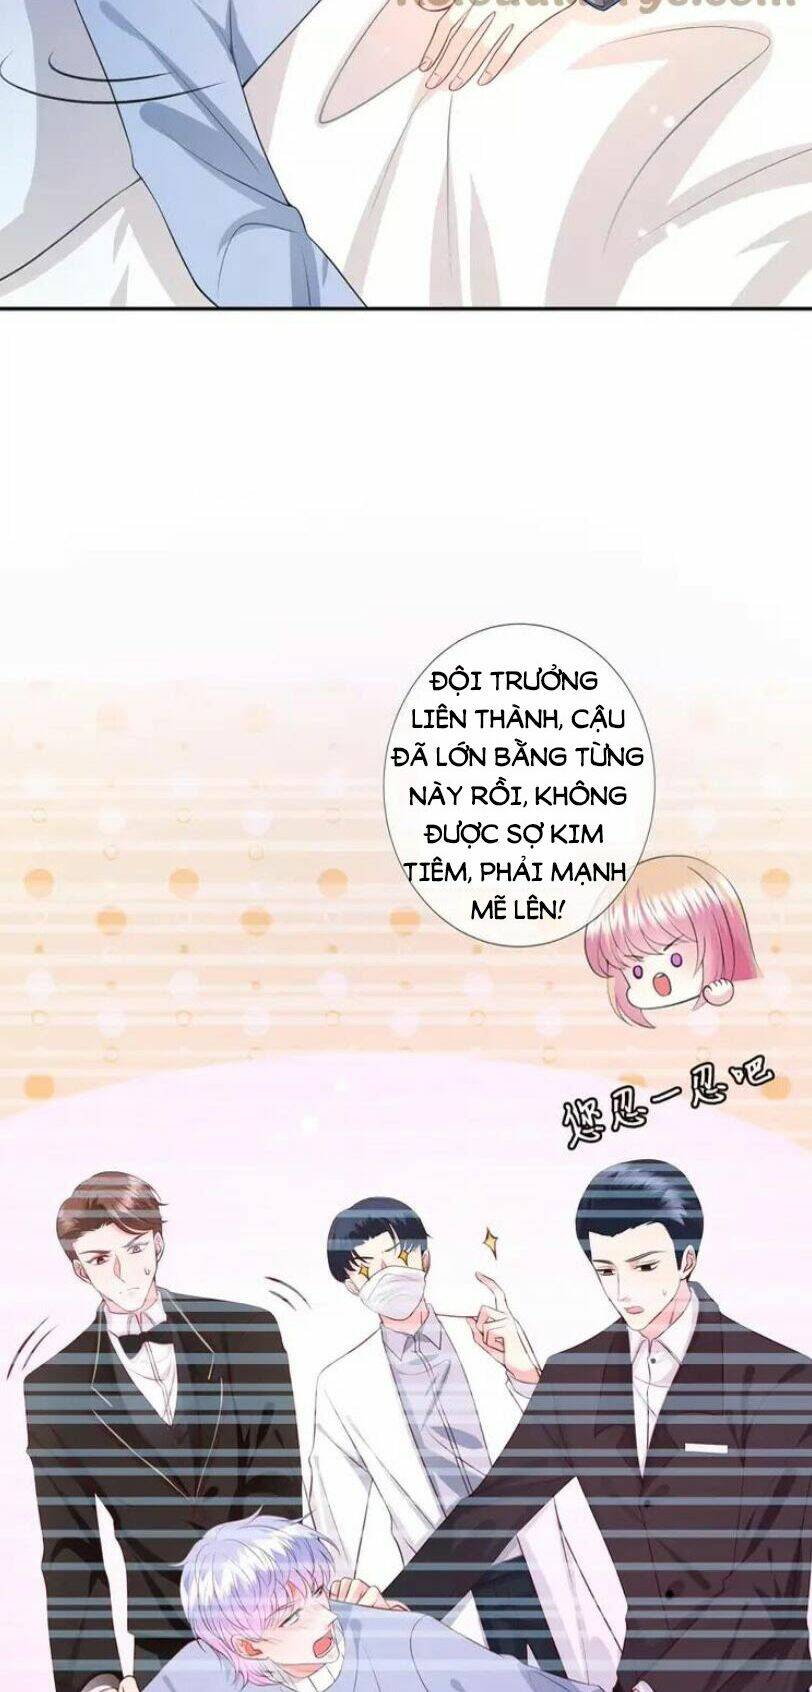 ĐỘI TRƯỞNG
LIÊN THÀNH, CẬU
ĐÃ LỚN BẰNG TỪNG
NÀY RỒI, KHÔNG
ĐƯỢC SỢ KIM
TIÊM, PHẢI MẠNH
MẼ LÊN!
您忍一忍吧